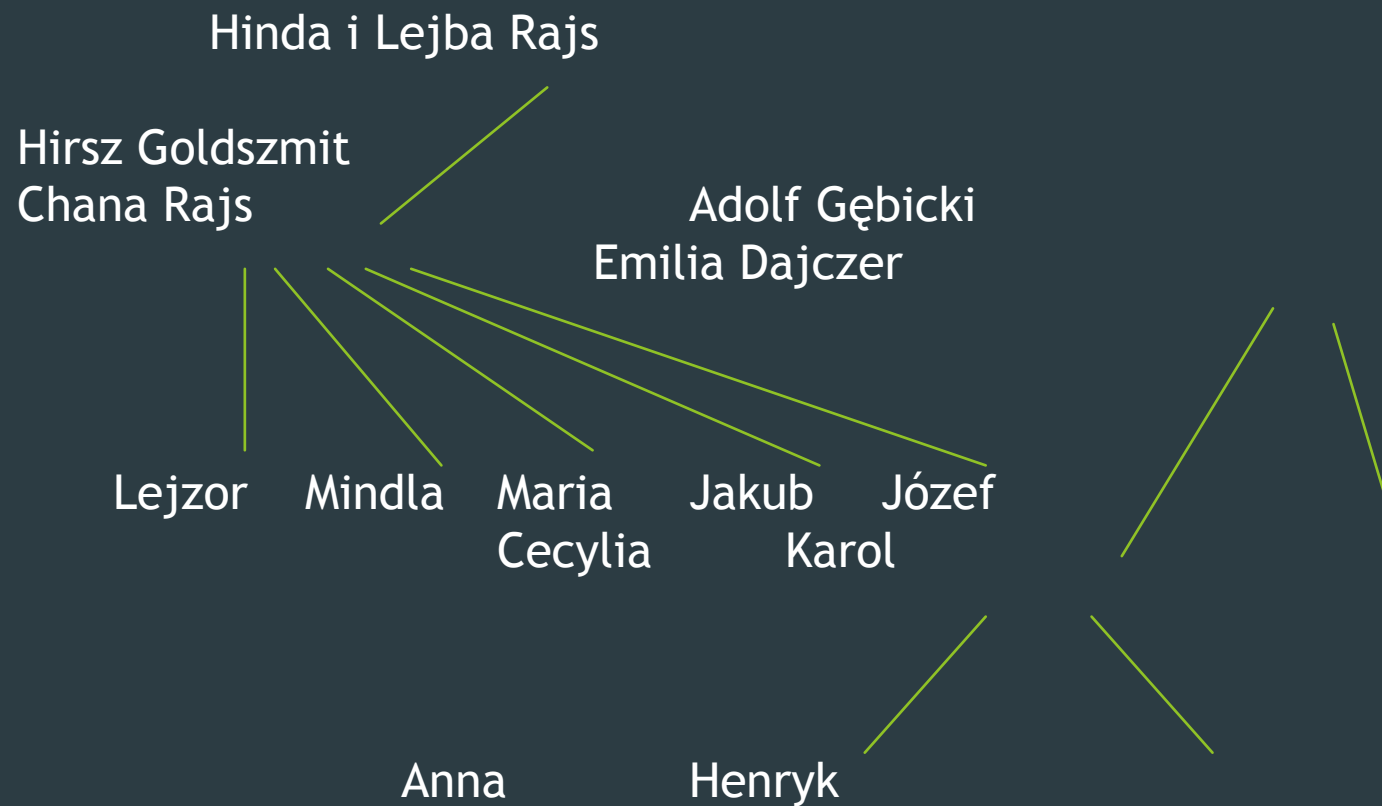 Hinda i Lejba Rajs
Hirsz Goldszmit
Chana Rajs Adolf Gębicki
Emilia Dajczer
Lejzor Mindla Maria Jakub Józef
Cecylia Karol
Anna Henryk